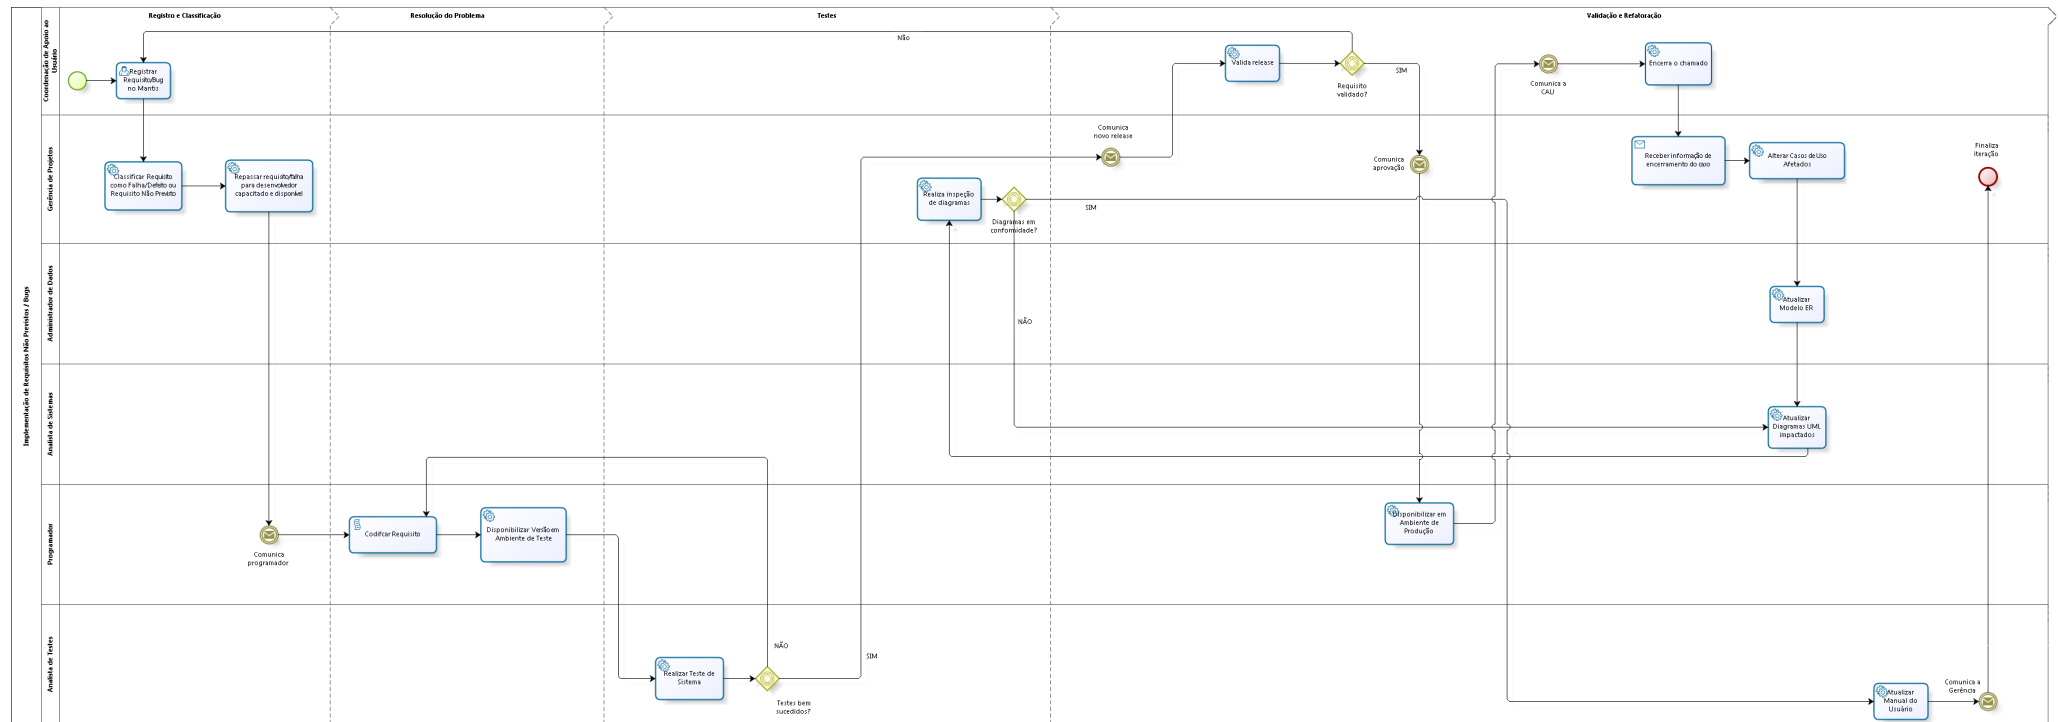 Registro e Classificação
Resolução do Problema
Testes
Validação e Refatoração
Implementação de Requisitos Não Previstos / Bugs
Coordenação de Apoio ao
Usuário
Não
Registrar
Requisito/Bug
no Mantis
Valida release
Requisito
validado?
SIM
Comunica a
CAU
Encerra o chamado
Gerência de Projetos
Classificar Requisito
como Falha/Defeito ou
Requisito Não Previsto
Repassar requisito/falha
para desenvolvedor
capacitado e disponível
Realiza inspeção
de diagramas
Diagramas em
conformidade?
SIM
Comunica
novo release
Comunica
aprovação
Receber informação de
encerramento do caso
Alterar Casos de Uso
Afetados
Finaliza
iteração
Administrador de Dados
NÃO
Atualizar
Modelo ER
Analista de Sistemas
Atualizar
Diagramas UML
impactados
Programador
Comunica
programador
Codifcar Requisito
Disponibilizar Versão em
Ambiente de Teste
Disponibilizar em
Ambiente de
Produção
Analista de Testes
Realizar Teste de
Sistema
NÃO
Testes bem
sucedidos?
SIM
Atualizar
Manual do
Usuário
Comunica a
Gerência